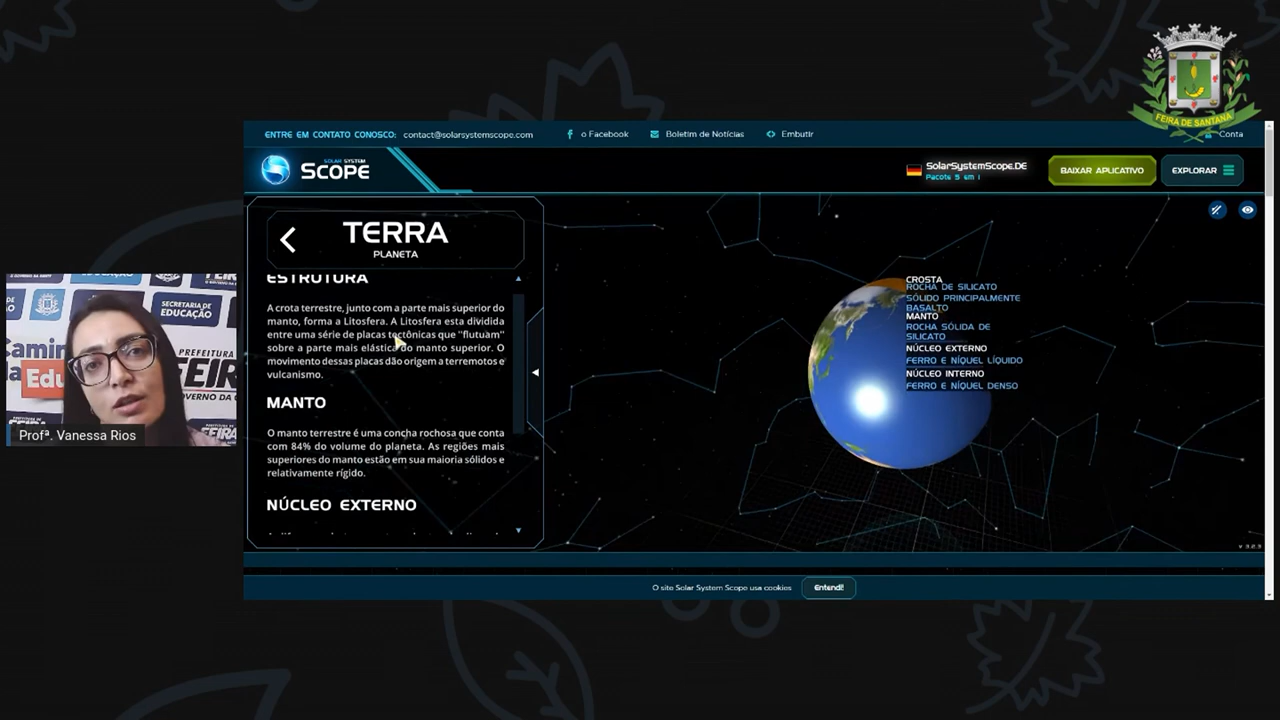 FEIRA DE SANTANA
ENTRE EM CONTATO CONOSCO: contact@solarsystemscope.com
o Facebook
Boletim de Notícias
Embutir
Conta
SOLAR SYSTEM
SCOPE
SolarSystemScope.DE
Pacote 5 em 1
BAIXAR APLICATIVO
EXPLORAR
TERRA
PLANETA
ESTRUTURA
A crota terrestre, junto com a parte mais superior do
manto, forma a Litosfera. A Litosfera esta dividida
entre uma série de placas tectônicas que "flutuam"
sobre a parte mais elástica do manto superior. O
movimento dessas placas dão origem a terremotos e
vulcanismo.
MANTO
O manto terrestre é uma concha rochosa que conta
com 84% do volume do planeta. As regiões mais
superiores do manto estão em sua maioria sólidos e
relativamente rígido.
NÚCLEO EXTERNO
CROSTA
ROCHA DE SILICATO
SÓLIDO PRINCIPALMENTE
BASALTO
MANTO
ROCHA SÓLIDA DE
SILICATO
NÚCLEO EXTERNO
FERRO E NÍQUEL LÍQUIDO
NÚCLEO INTERNO
FERRO E NÍQUEL DENSO
SECRETARIA DE
EDUCAÇÃO
PREFEITURA
Edu
Profª. Vanessa Rios
v 3.2.3
O site Solar System Scope usa cookies
Entendi!